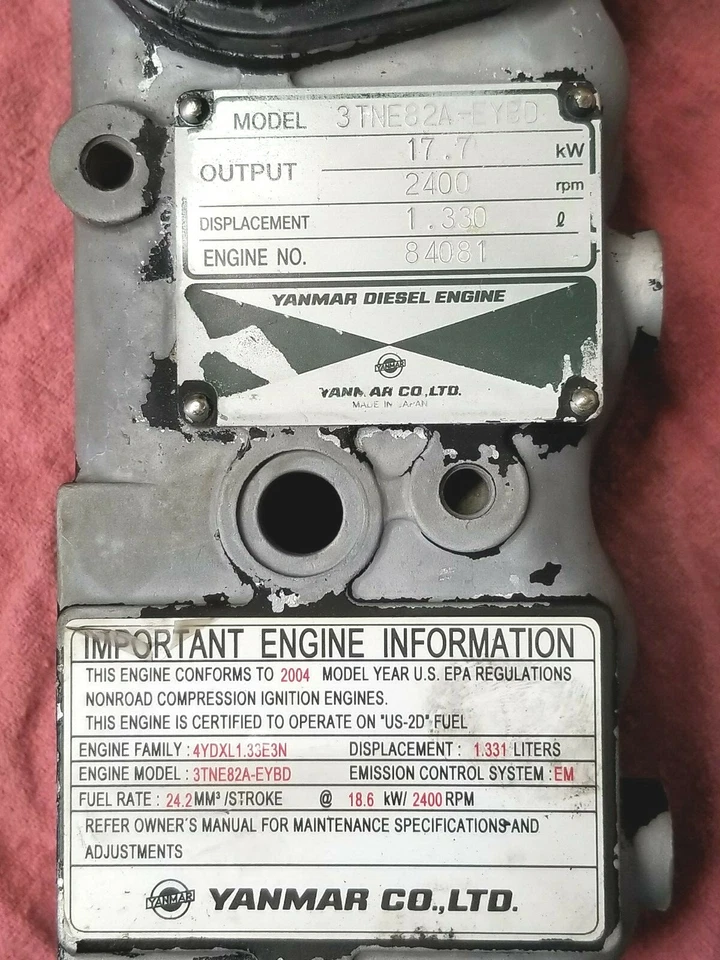 MODEL 3TNE82A-EYBD
OUTPUT 17.7 kW
2400 rpm
DISPLACEMENT 1.330 ℓ
ENGINE NO. 84081
YANMAR DIESEL ENGINE
YANMAR
YANMAR CO.,LTD.
MADE IN JAPAN
IMPORTANT ENGINE INFORMATION
THIS ENGINE CONFORMS TO 2004 MODEL YEAR U.S. EPA REGULATIONS
NONROAD COMPRESSION IGNITION ENGINES.
THIS ENGINE IS CERTIFIED TO OPERATE ON "US-2D" FUEL
ENGINE FAMILY : 4YDXL1.33E3N DISPLACEMENT : 1.331 LITERS
ENGINE MODEL : 3TNE82A-EYBD EMISSION CONTROL SYSTEM : EM
FUEL RATE : 24.2 MM³ /STROKE @ 18.6 kW/ 2400 RPM
REFER OWNER'S MANUAL FOR MAINTENANCE SPECIFICATIONS AND
ADJUSTMENTS
YANMAR YANMAR CO.,LTD.